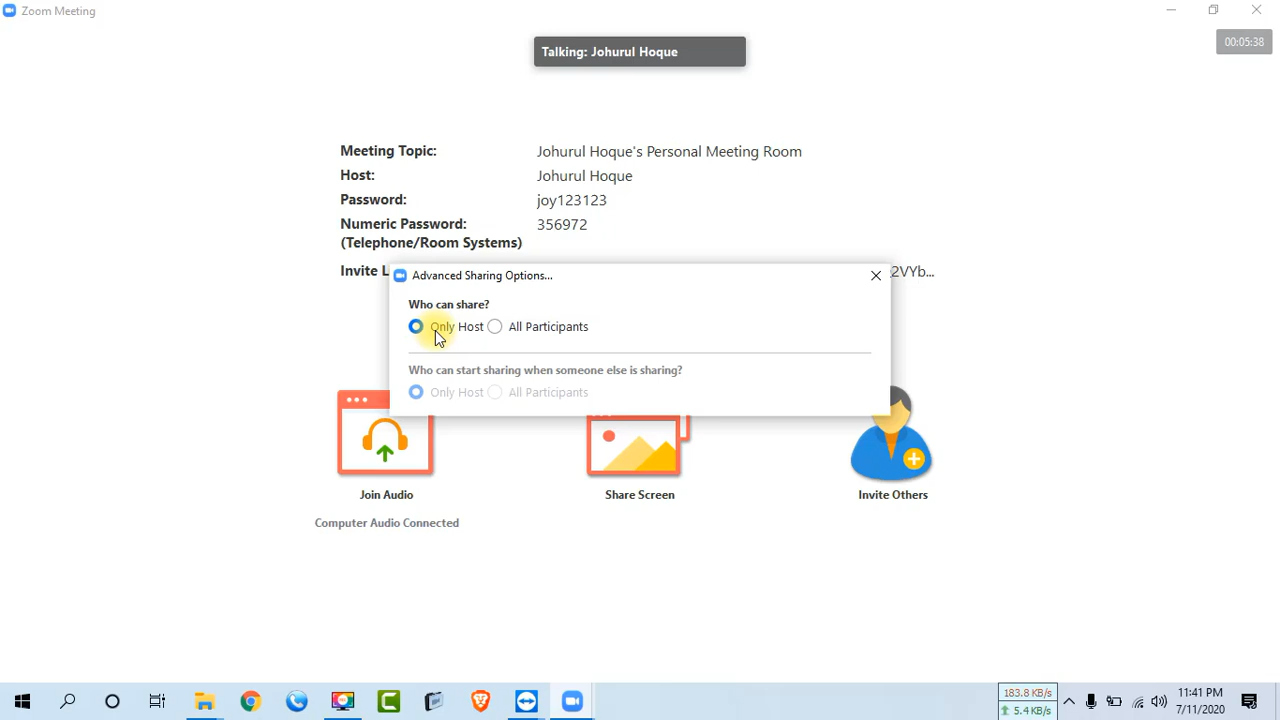 Zoom Meeting
Talking: Johurul Hoque
00:05:38
Meeting Topic: Johurul Hoque's Personal Meeting Room
Host: Johurul Hoque
Password: joy123123
Numeric Password: 356972
(Telephone/Room Systems)
Invite L 2VYb...
Advanced Sharing Options...
Who can share?
Only Host All Participants
Who can start sharing when someone else is sharing?
Only Host All Participants
Join Audio
Share Screen
Invite Others
Computer Audio Connected
183.8 KB/s
5.4 KB/s
11:41 PM
7/11/2020